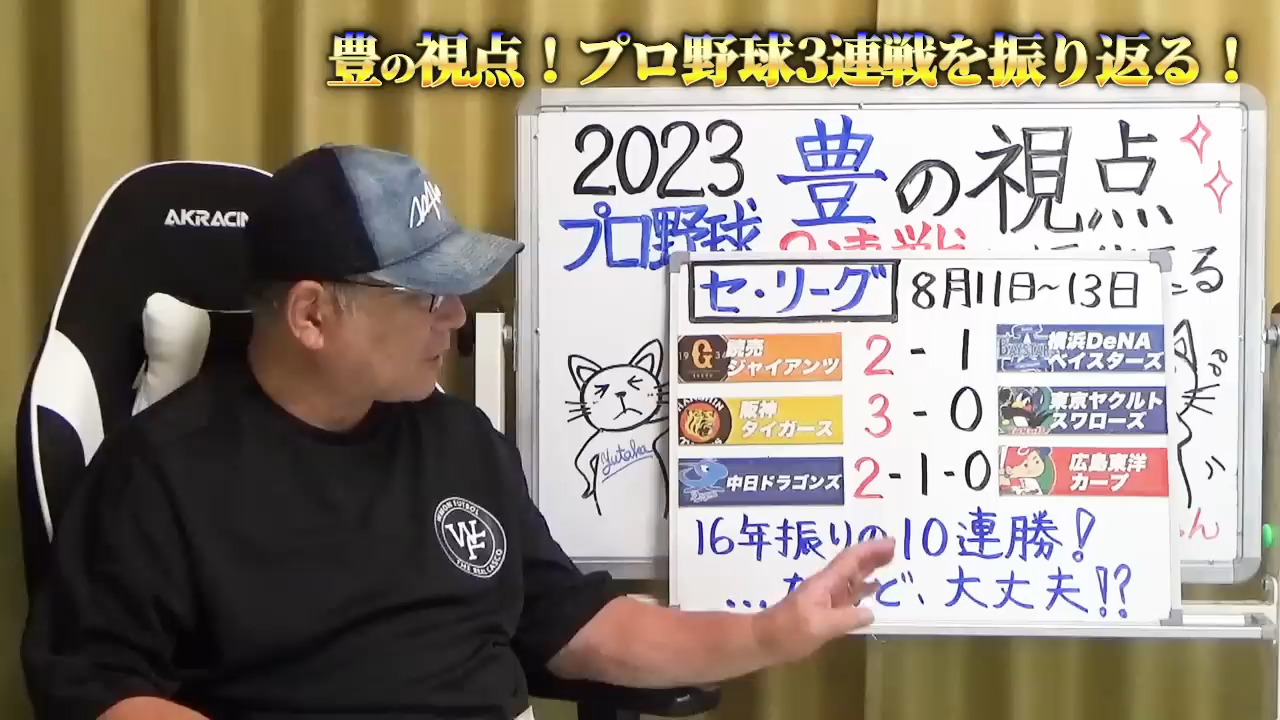 豊の視点！プロ野球3連戦を振り返る！
2023 豊の視点
プロ野球
セ・リーグ 8月11日~13日
読売 ジャイアンツ 2 - 1 横浜DeNA ベイスターズ
阪神 タイガース 3 - 0 東京ヤクルト スワローズ
中日ドラゴンズ 2-1-0 広島東洋 カープ
16年振りの10連勝!
大丈夫!?
AKRACIN
Yutaka
WF